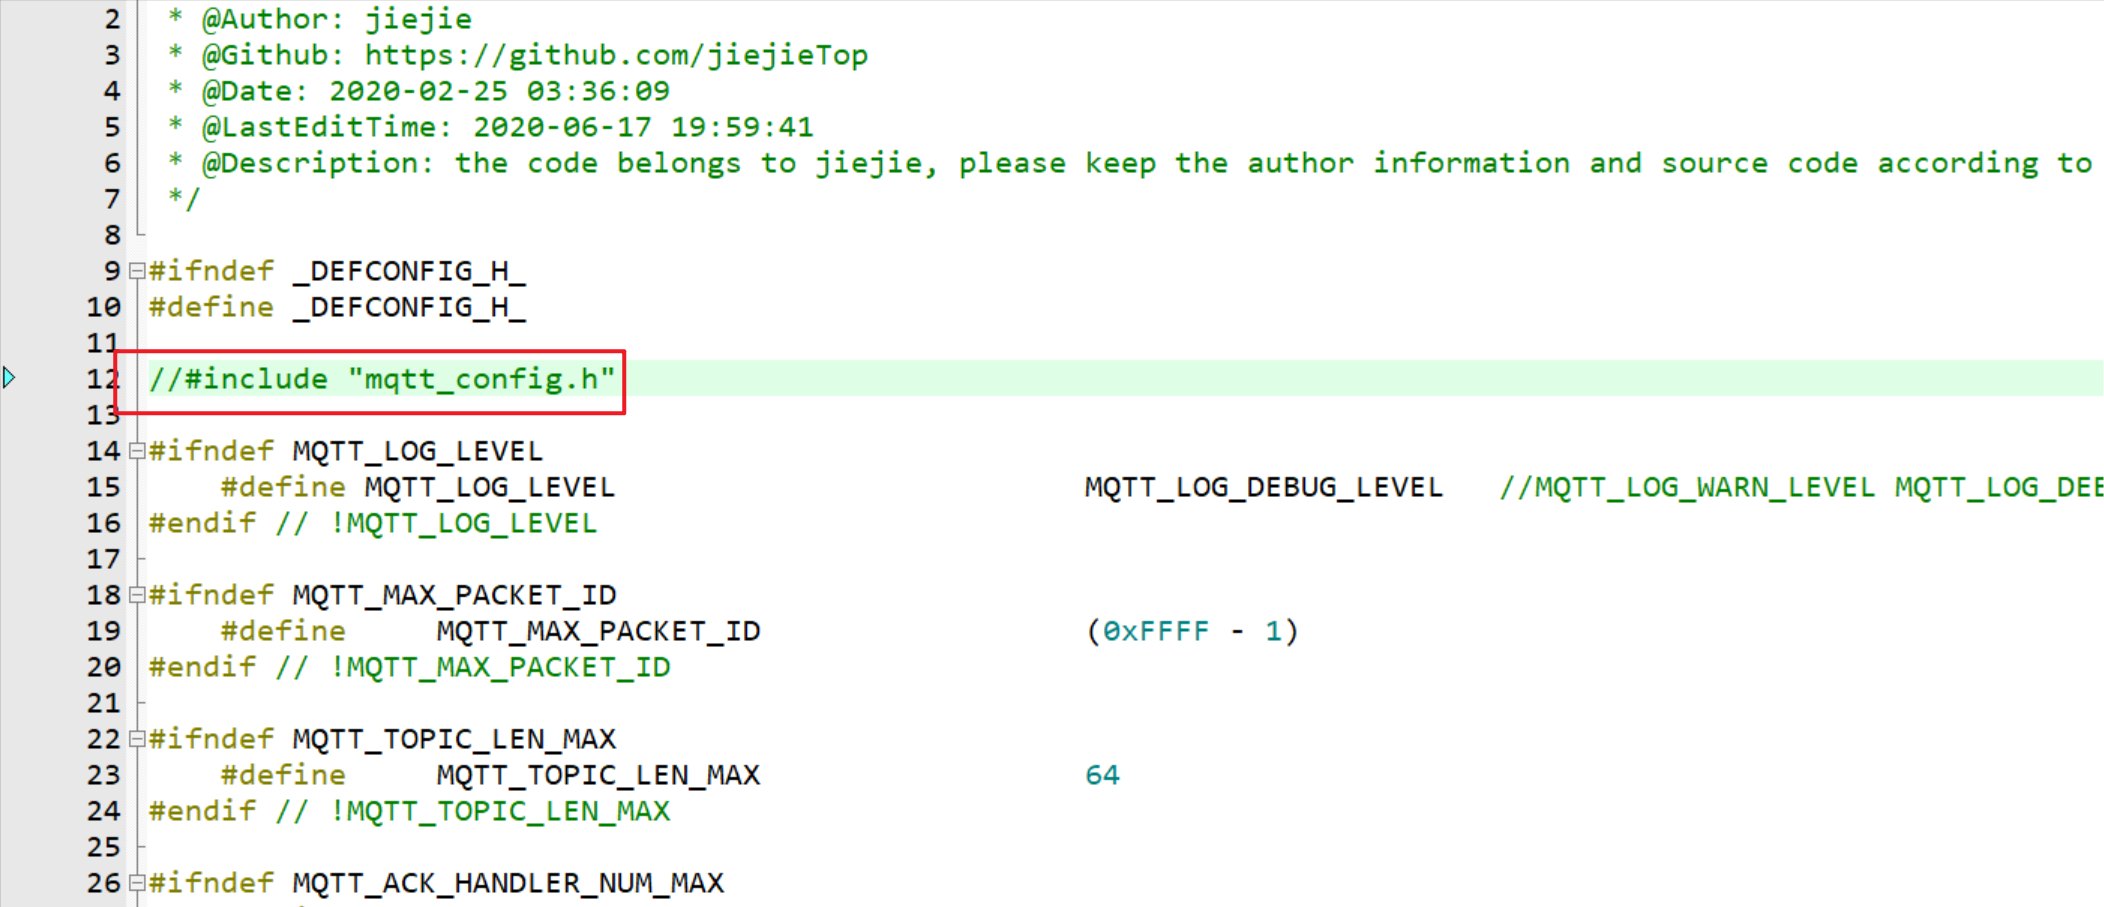 2 * @Author: jiejie
3 * @Github: https://github.com/jiejieTop
4 * @Date: 2020-02-25 03:36:09
5 * @LastEditTime: 2020-06-17 19:59:41
6 * @Description: the code belongs to jiejie, please keep the author information and source code according to
7 */
8
9 #ifndef _DEFCONFIG_H_
10 #define _DEFCONFIG_H_
11
12 //#include "mqtt_config.h"
13
14 #ifndef MQTT_LOG_LEVEL
15 #define MQTT_LOG_LEVEL MQTT_LOG_DEBUG_LEVEL //MQTT_LOG_WARN_LEVEL
16 #endif // !MQTT_LOG_LEVEL
17
18 #ifndef MQTT_MAX_PACKET_ID
19 #define MQTT_MAX_PACKET_ID (0xFFFF - 1)
20 #endif // !MQTT_MAX_PACKET_ID
21
22 #ifndef MQTT_TOPIC_LEN_MAX
23 #define MQTT_TOPIC_LEN_MAX 64
24 #endif // !MQTT_TOPIC_LEN_MAX
25
26 #ifndef MQTT_ACK_HANDLER_NUM_MAX